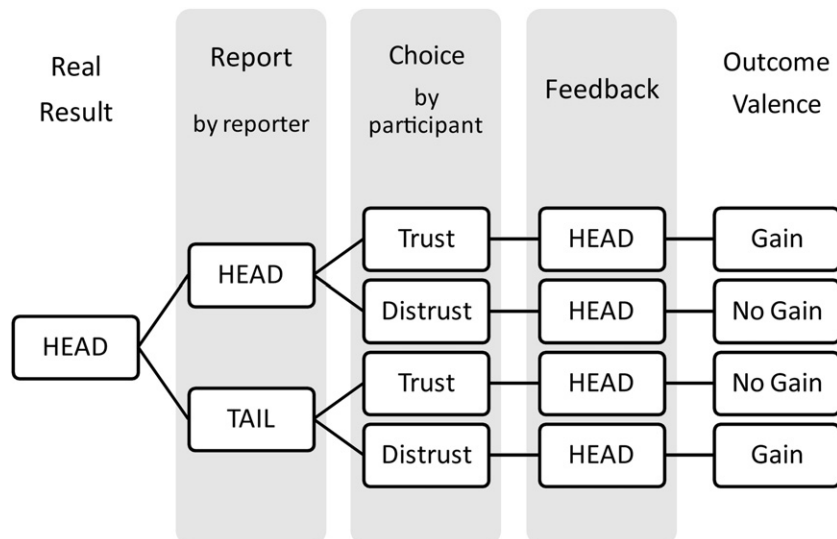 Real
Result
Report
by reporter
Choice
by
participant
Feedback
Outcome
Valence
HEAD
HEAD
TAIL
Trust
Distrust
Trust
Distrust
HEAD
HEAD
HEAD
HEAD
Gain
No Gain
No Gain
Gain